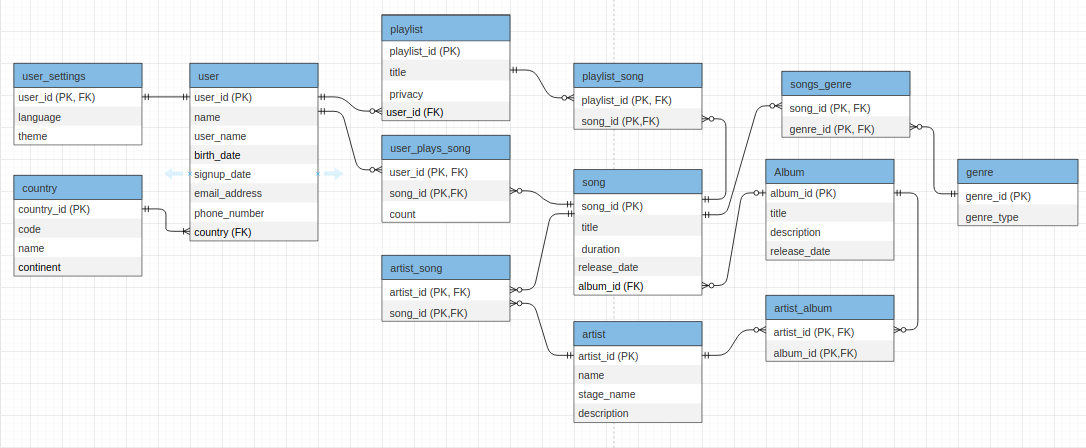 user_settings
user_id (PK, FK)
language
theme
country
country_id (PK)
code
name
continent
user
user_id (PK)
name
user_name
birth_date
signup_date
email_address
phone_number
country (FK)
playlist
playlist_id (PK)
title
privacy
user_id (FK)
user_plays_song
user_id (PK, FK)
song_id (PK,FK)
count
artist_song
artist_id (PK, FK)
song_id (PK,FK)
playlist_song
playlist_id (PK, FK)
song_id (PK,FK)
song
song_id (PK)
title
duration
release_date
album_id (FK)
artist
artist_id (PK)
name
stage_name
description
songs_genre
song_id (PK, FK)
genre_id (PK, FK)
Album
album_id (PK)
title
description
release_date
artist_album
artist_id (PK, FK)
album_id (PK,FK)
genre
genre_id (PK)
genre_type